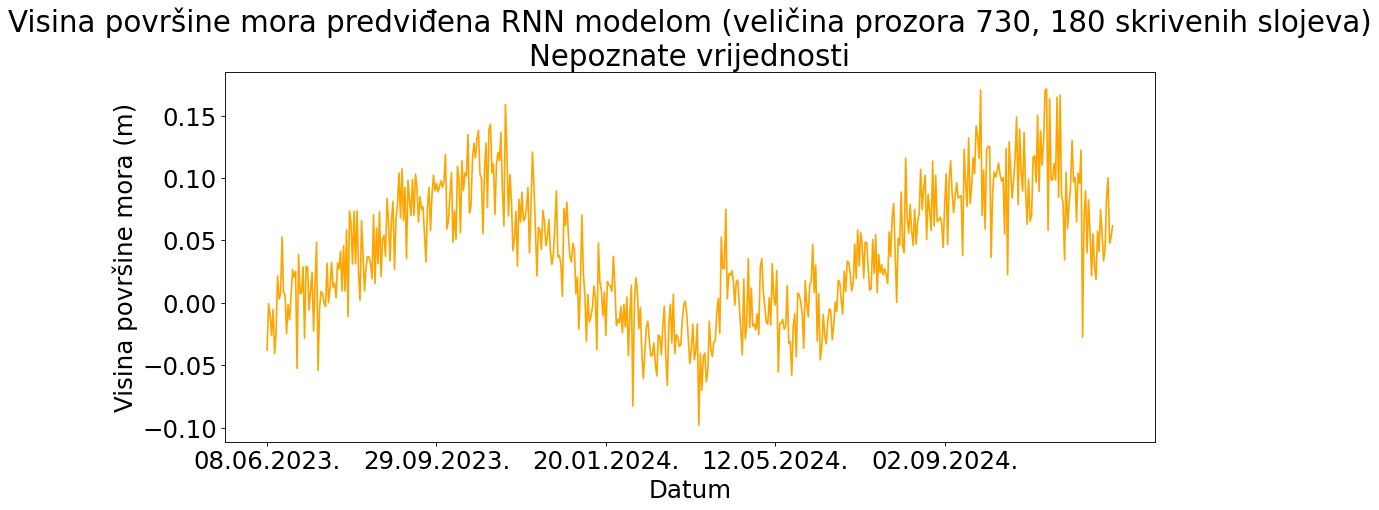 Visina površine mora predviđena RNN modelom (veličina prozora 730, 180 skrivenih slojeva)
Nepoznate vrijednosti
Visina površine mora (m)
0.15
0.10
0.05
0.00
−0.05
−0.10
08.06.2023. 29.09.2023. 20.01.2024. 12.05.2024. 02.09.2024.
Datum